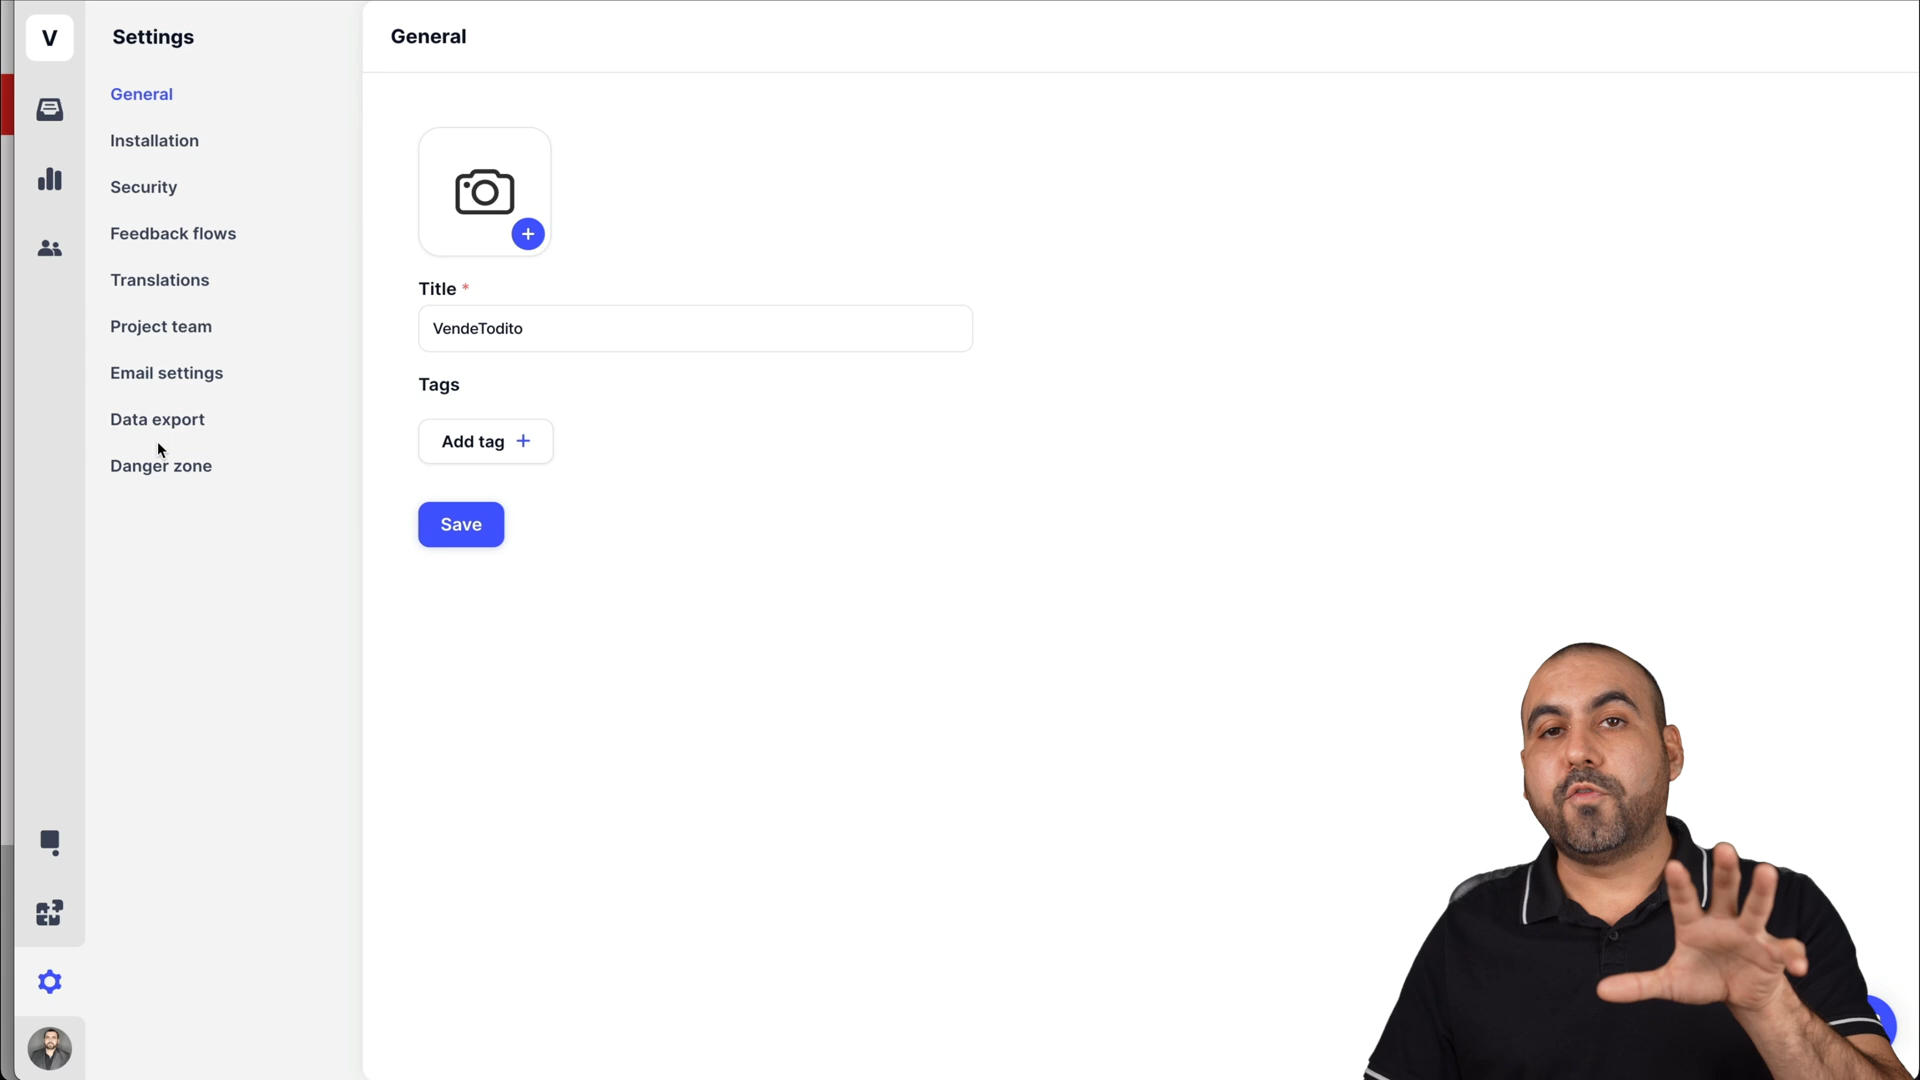 V
Settings
General
Installation
Security
Feedback flows
Translations
Project team
Email settings
Data export
Danger zone
General
Title *
VendeTodito
Tags
Add tag +
Save